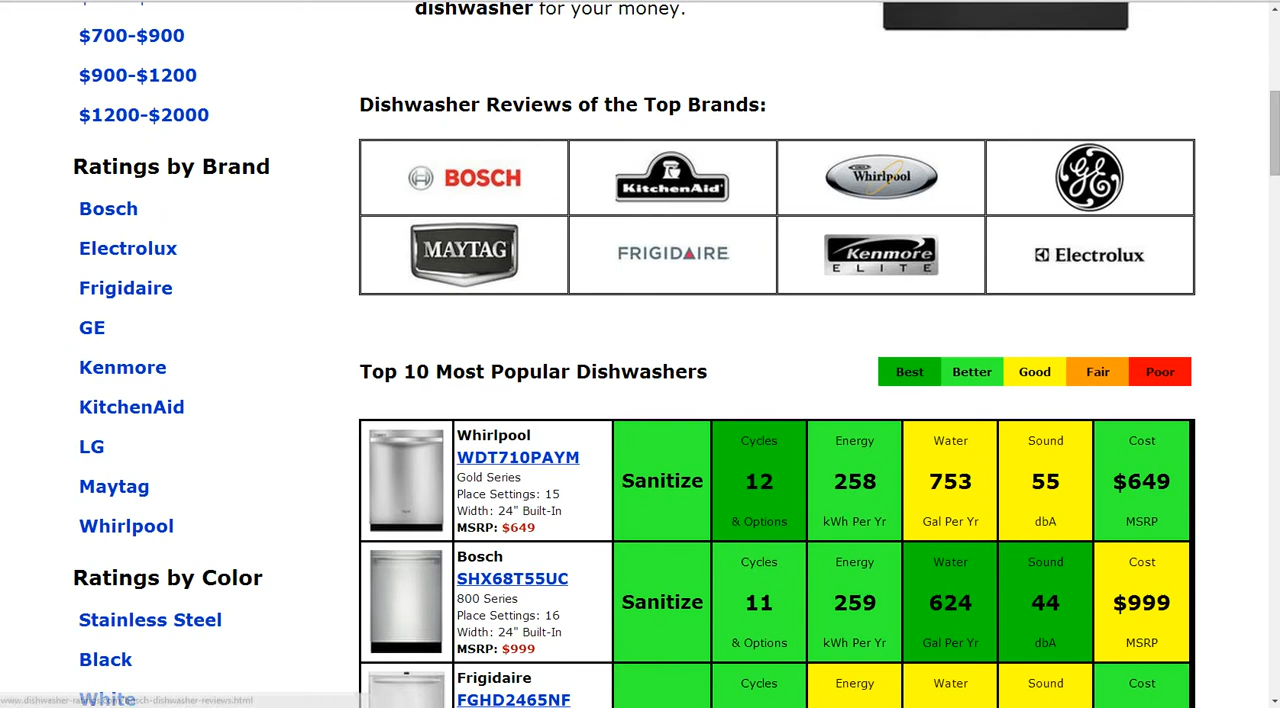 dishwasher for your money.
$700-$900
$900-$1200
$1200-$2000
Ratings by Brand
Bosch
Electrolux
Frigidaire
GE
Kenmore
KitchenAid
LG
Maytag
Whirlpool
Ratings by Color
Stainless Steel
Black
White
Dishwasher Reviews of the Top Brands:
BOSCH
KitchenAid
Whirlpool
GE
MAYTAG
FRIGIDAIRE
Kenmore
ELITE
Electrolux
Top 10 Most Popular Dishwashers
Best Better Good Fair Poor
Whirlpool
WDT710PAYM
Gold Series
Place Settings: 15
Width: 24" Built-In
MSRP: $649
Sanitize
Cycles
12
& Options
Energy
258
kWh Per Yr
Water
753
Gal Per Yr
Sound
55
dbA
Cost
$649
MSRP
Bosch
SHX68T55UC
800 Series
Place Settings: 16
Width: 24" Built-In
MSRP: $999
Sanitize
Cycles
11
& Options
Energy
259
kWh Per Yr
Water
624
Gal Per Yr
Sound
44
dbA
Cost
$999
MSRP
Frigidaire
FGHD2465NF
Cycles
Energy
Water
Sound
Cost